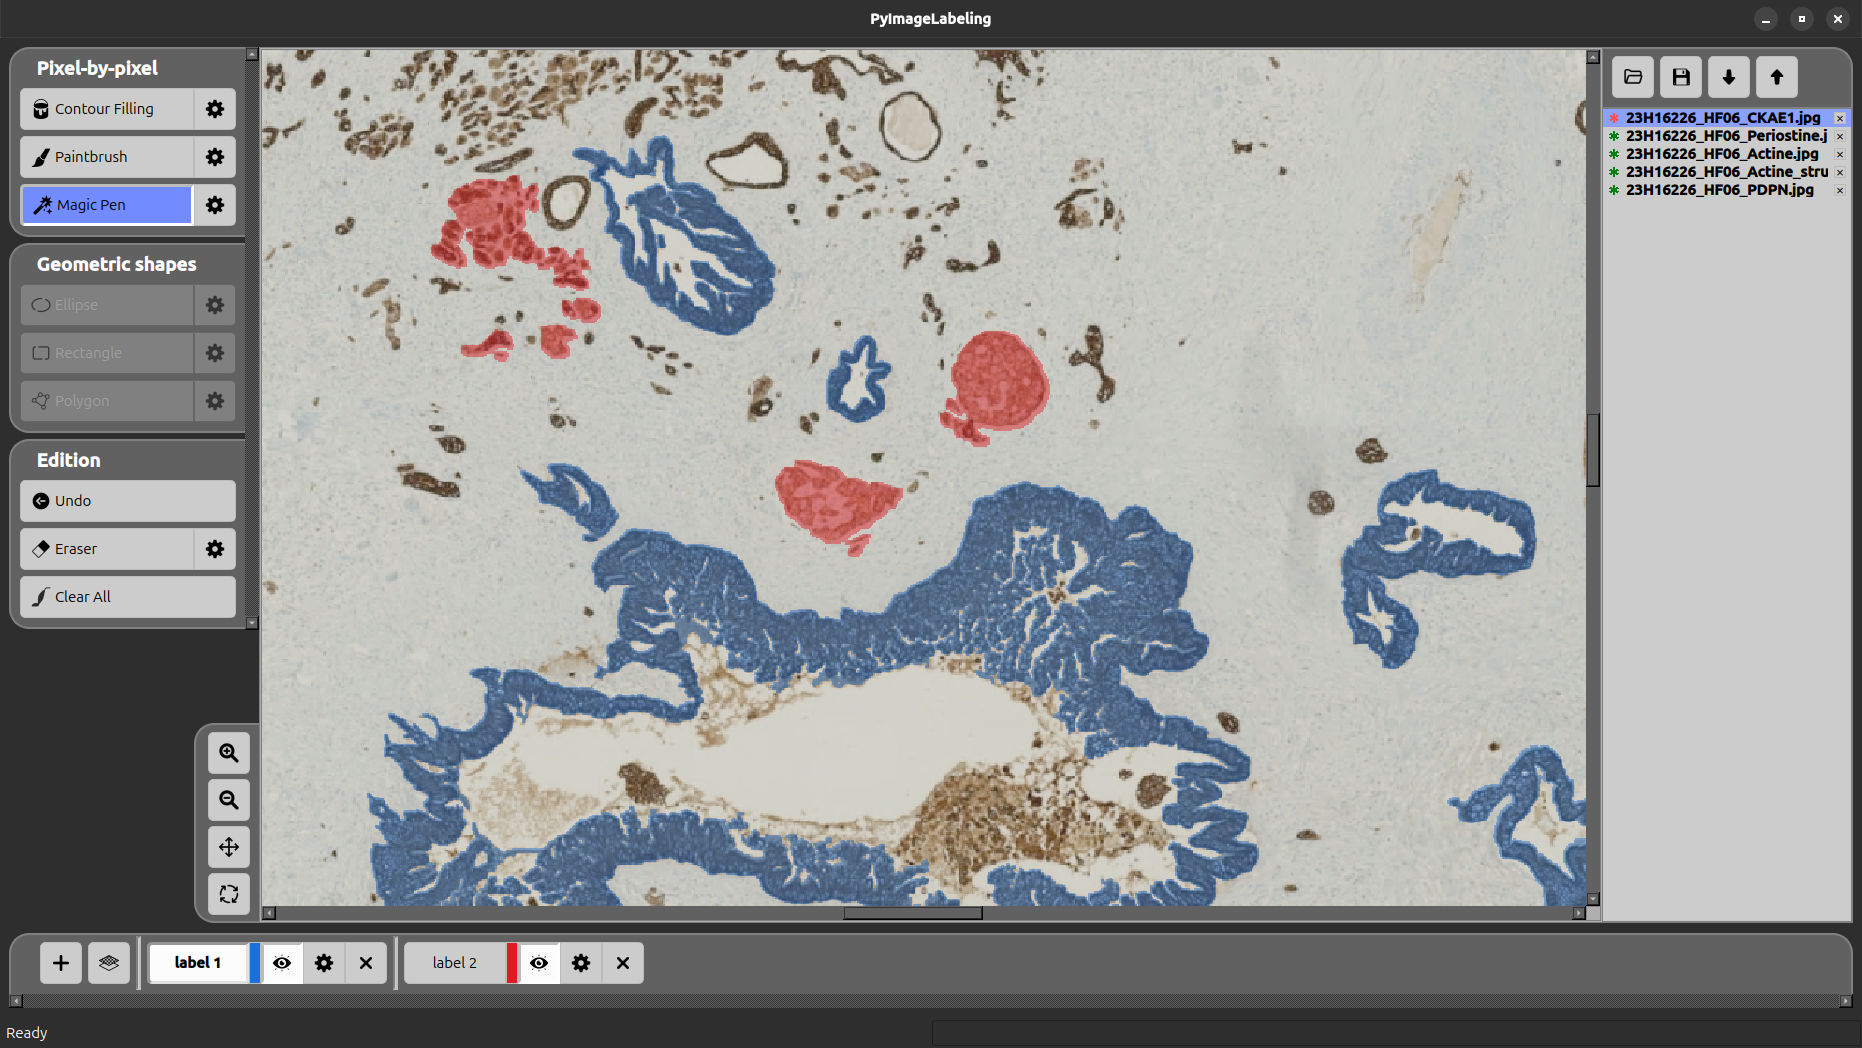 PyImageLabeling
Pixel-by-pixel
Contour Filling
Paintbrush
Magic Pen
Geometric shapes
Ellipse
Rectangle
Polygon
Edition
Undo
Eraser
Clear All
23H16226_HF06_CKAE1.jpg
23H16226_HF06_Periostine.j
23H16226_HF06_Actine.jpg
23H16226_HF06_Actine_stru
23H16226_HF06_PDPN.jpg
label 1
label 2
Ready